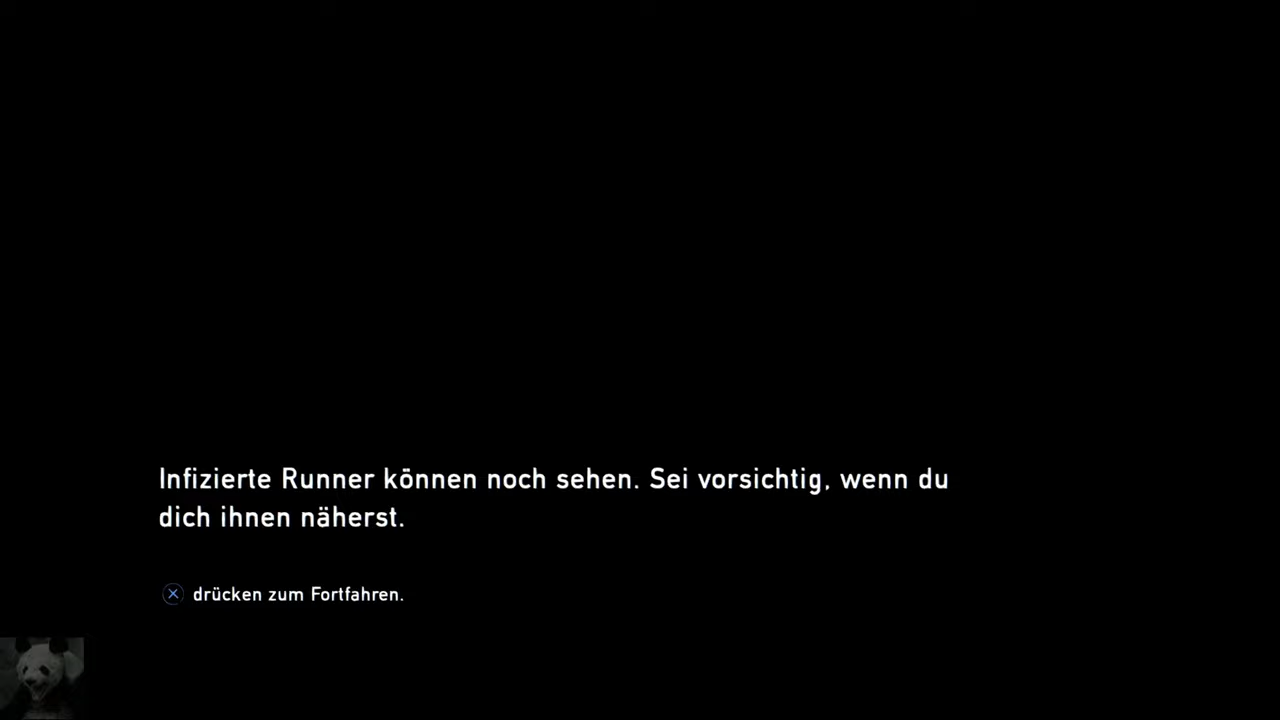 Infizierte Runner können noch sehen. Sei vorsichtig, wenn du
dich ihnen näherst.
drücken zum Fortfahren.